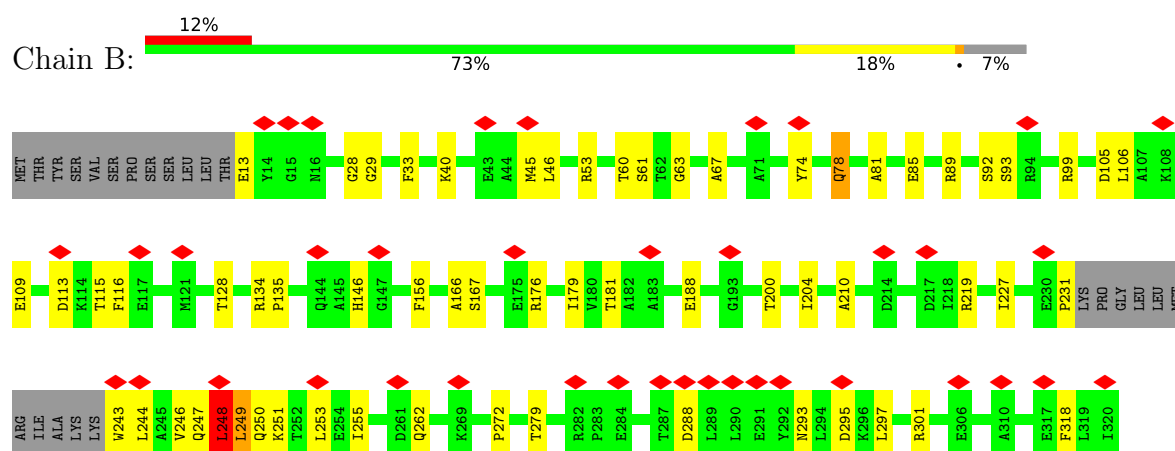 12%
Chain B:
73% 18% • 7%
MET THR TYR SER VAL SER PRO SER SER LEU LEU THR E13 Y14 G15 N16 G28 G29 F33 K40 E43 A44 M45 L46 R53 T60 S61 T62 G63 A67 A71 Y74 Q78 A81 E85 R89 S92 S93 R94 R99 D105 L106 A107 K108
E109 D113 K114 T115 F116 E117 M121 T128 R134 P135 Q144 A145 H146 G147 F156 A166 S167 E175 R176 I179 V180 T181 A182 A183 E188 G193 T200 I204 A210 D214 D217 I218 R219 I227 E230 P231 LYS PRO GLY LEU LEU MET
ARG ILE ALA LYS LYS W243 L244 A245 V246 Q247 L248 L249 Q250 K251 T252 L253 E254 I255 D261 Q262 K269 P272 T279 R282 P283 E284 T287 D288 L289 L290 E291 Y292 N293 L294 D295 K296 L297 R301 E306 A310 E317 F318 L319 I320